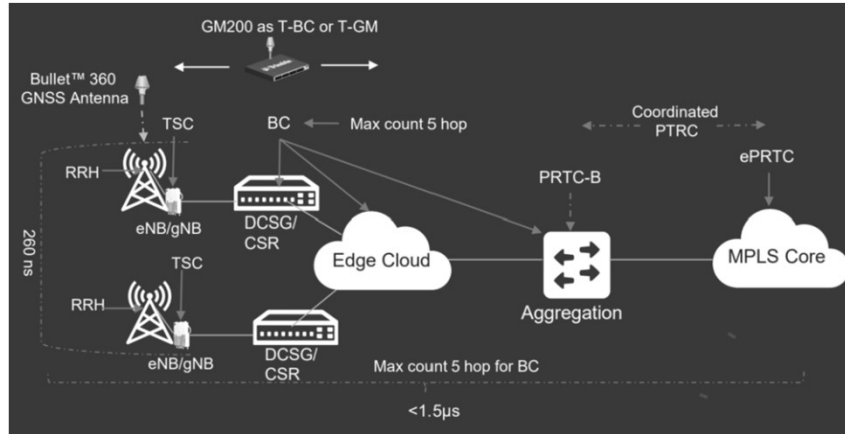 GM200 as T-BC or T-GM
Bullet™ 360
GNSS Antenna
TSC
BC
Max count 5 hop
Coordinated
PTRC
RRH
ePRTC
PRTC-B
eNB/gNB
DCSG/
CSR
260 ns
TSC
Edge Cloud
MPLS Core
RRH
Aggregation
eNB/gNB
DCSG/
CSR
Max count 5 hop for BC
<1.5µs